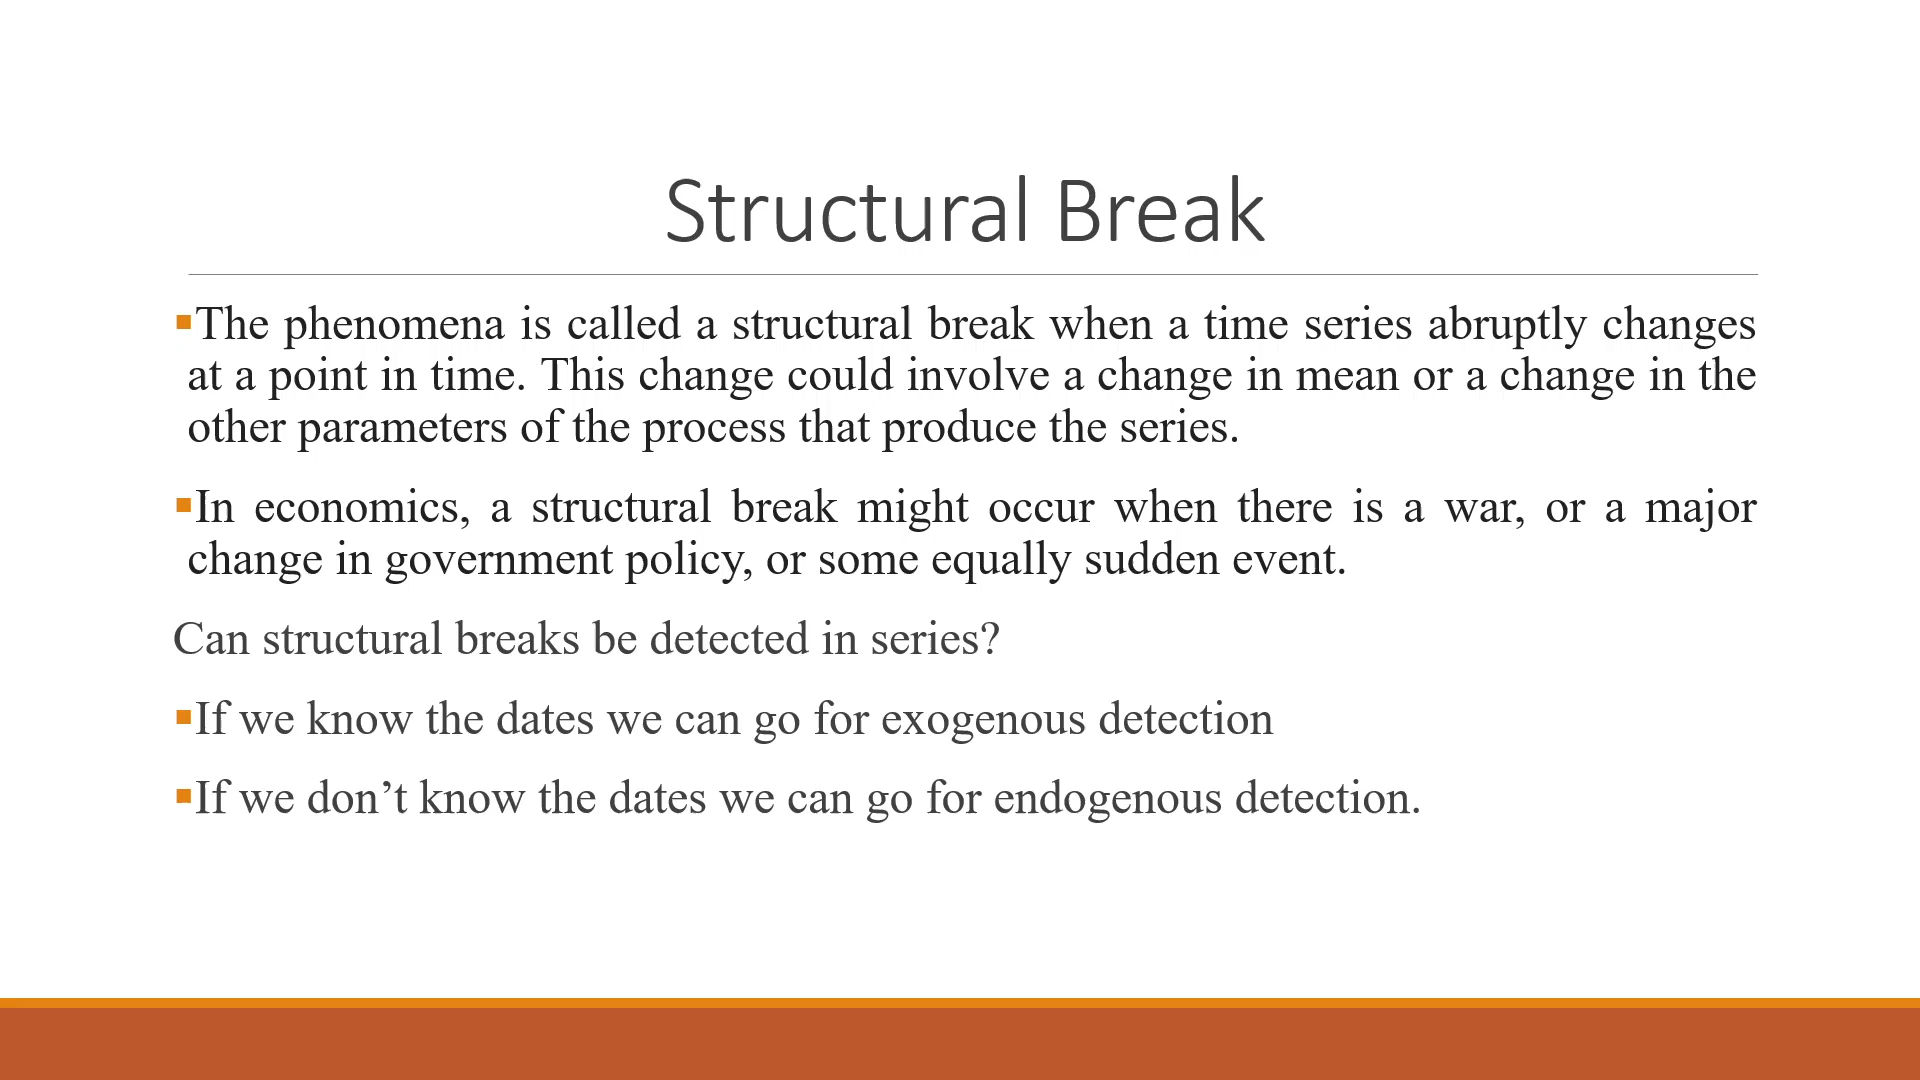 Structural Break
▪The phenomena is called a structural break when a time series abruptly changes
at a point in time. This change could involve a change in mean or a change in the
other parameters of the process that produce the series.
▪In economics, a structural break might occur when there is a war, or a major
change in government policy, or some equally sudden event.
Can structural breaks be detected in series?
▪If we know the dates we can go for exogenous detection
▪If we don’t know the dates we can go for endogenous detection.